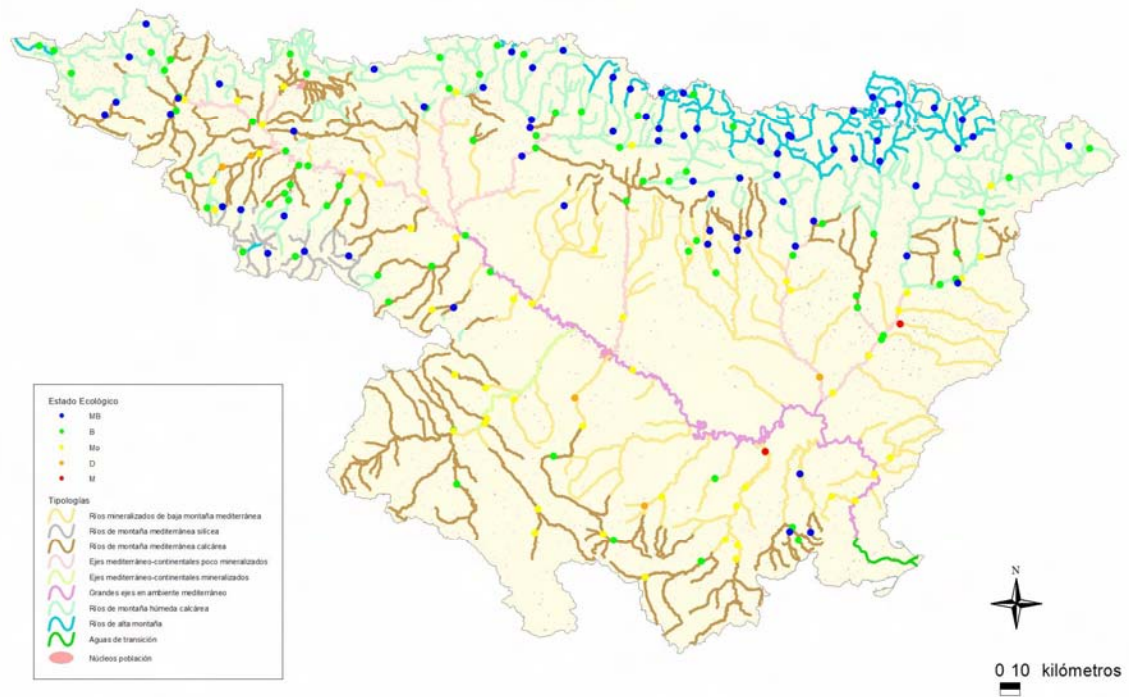 Estado Ecológico
MB
B
Mo
D
M
Tipologías
Ríos mineralizados de baja montaña mediterránea
Ríos de montaña mediterránea silícea
Ríos de montaña mediterránea calcárea
Ejes mediterráneo-continentales poco mineralizados
Ejes mediterráneo-continentales mineralizados
Grandes ejes en ambiente mediterráneo
Ríos de montaña húmeda calcárea
Ríos de alta montaña
Aguas de transición
Núcleos población
N
0 10 kilómetros